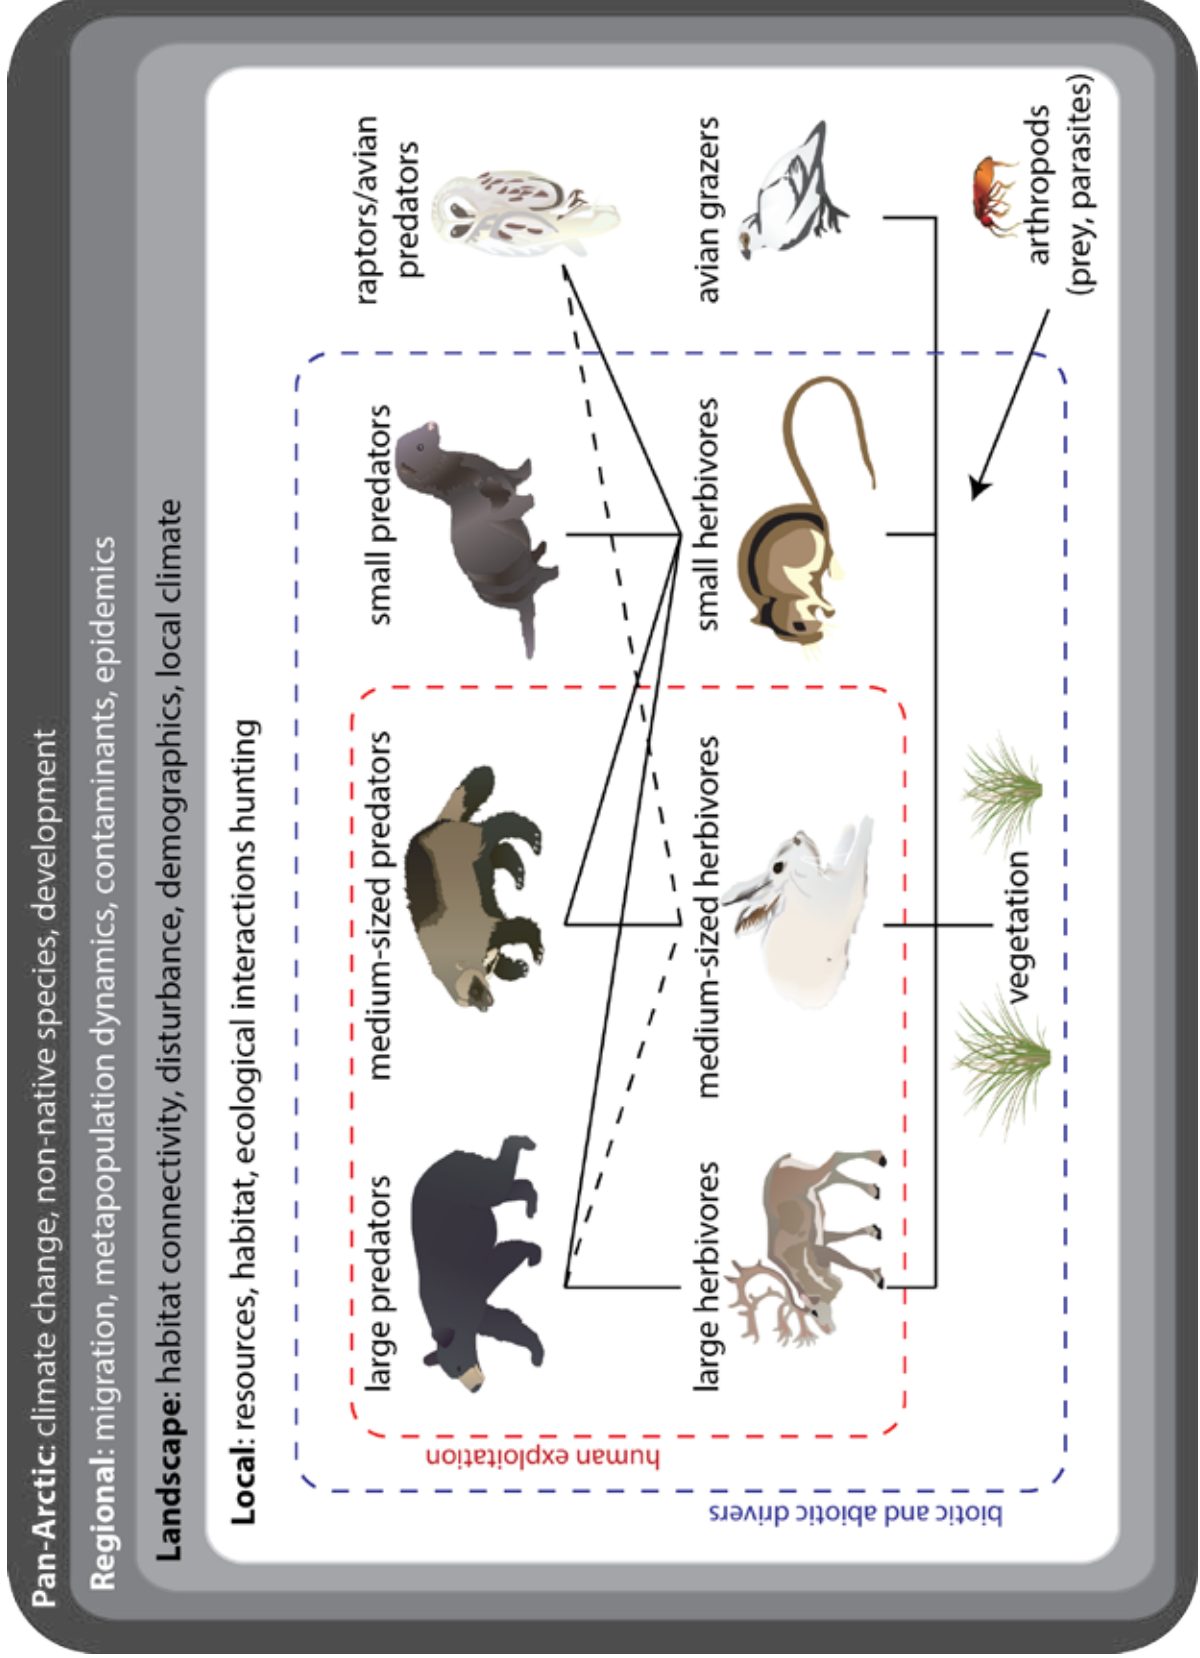 Pan-Arctic: climate change, non-native species, development
Regional: migration, metapopulation dynamics, contaminants, epidemics
Landscape: habitat connectivity, disturbance, demographics, local climate
Local: resources, habitat, ecological interactions hunting
large predators
medium-sized predators
small predators
raptors/avian
predators
human exploitation
biotic and abiotic drivers
large herbivores
medium-sized herbivores
small herbivores
avian grazers
vegetation
arthropods
(prey, parasites)